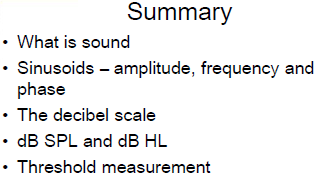 Summary
• What is sound
• Sinusoids – amplitude, frequency and
phase
• The decibel scale
• dB SPL and dB HL
• Threshold measurement